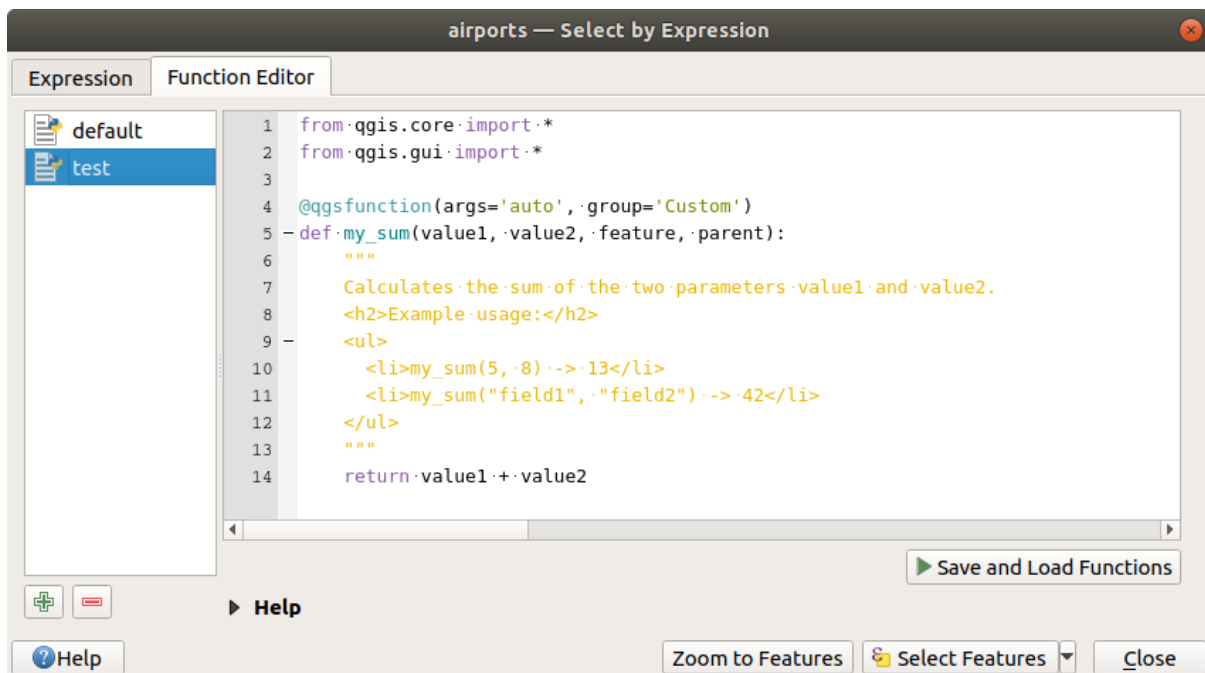 airports — Select by Expression
Expression Function Editor
default
test
1 from qgis.core import *
2 from qgis.gui import *
3
4 @qgsfunction(args='auto', group='Custom')
5 def my_sum(value1, value2, feature, parent):
6     """
7     Calculates the sum of the two parameters value1 and value2.
8     <h2>Example usage:</h2>
9     <ul>
10       <li>my_sum(5, 8) -> 13</li>
11       <li>my_sum("field1", "field2") -> 42</li>
12     </ul>
13     """
14     return value1 + value2
Save and Load Functions
Help
Help Zoom to Features Select Features Close